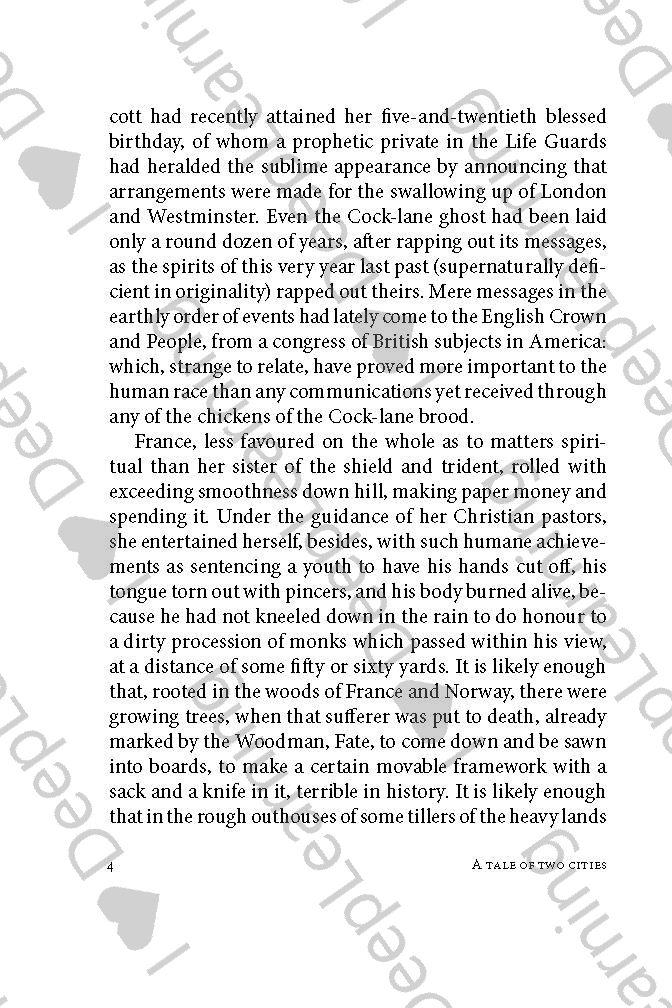 cott had recently attained her five-and-twentieth blessed
birthday, of whom a prophetic private in the Life Guards
had heralded the sublime appearance by announcing that
arrangements were made for the swallowing up of London
and Westminster. Even the Cock-lane ghost had been laid
only a round dozen of years, after rapping out its messages,
as the spirits of this very year last past (supernaturally defi-
cient in originality) rapped out theirs. Mere messages in the
earthly order of events had lately come to the English Crown
and People, from a congress of British subjects in America:
which, strange to relate, have proved more important to the
human race than any communications yet received through
any of the chickens of the Cock-lane brood.
France, less favoured on the whole as to matters spiri-
tual than her sister of the shield and trident, rolled with
exceeding smoothness down hill, making paper money and
spending it. Under the guidance of her Christian pastors,
she entertained herself, besides, with such humane achieve-
ments as sentencing a youth to have his hands cut off, his
tongue torn out with pincers, and his body burned alive, be-
cause he had not kneeled down in the rain to do honour to
a dirty procession of monks which passed within his view,
at a distance of some fifty or sixty yards. It is likely enough
that, rooted in the woods of France and Norway, there were
growing trees, when that sufferer was put to death, already
marked by the Woodman, Fate, to come down and be sawn
into boards, to make a certain movable framework with a
sack and a knife in it, terrible in history. It is likely enough
that in the rough outhouses of some tillers of the heavy lands
4 A TALE OF TWO CITIES
I ♥ DeepLearning